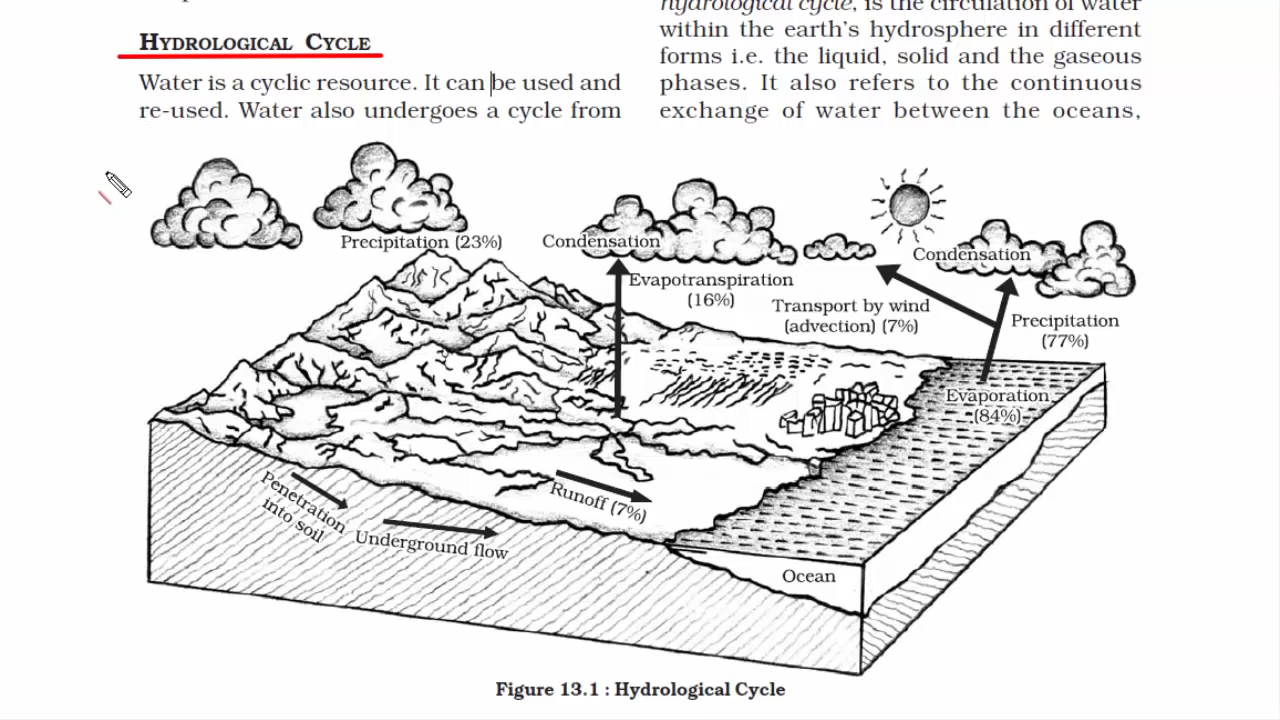 HYDROLOGICAL CYCLE
Water is a cyclic resource. It can be used and
re-used. Water also undergoes a cycle from
hydrological cycle, is the circulation of water
within the earth's hydrosphere in different
forms i.e. the liquid, solid and the gaseous
phases. It also refers to the continuous
exchange of water between the oceans,
Precipitation (23%)
Condensation
Evapotranspiration
(16%)
Transport by wind
(advection) (7%)
Condensation
Precipitation
(77%)
Evaporation
(84%)
Penetration
into soil
Underground flow
Runoff (7%)
Ocean
Figure 13.1 : Hydrological Cycle